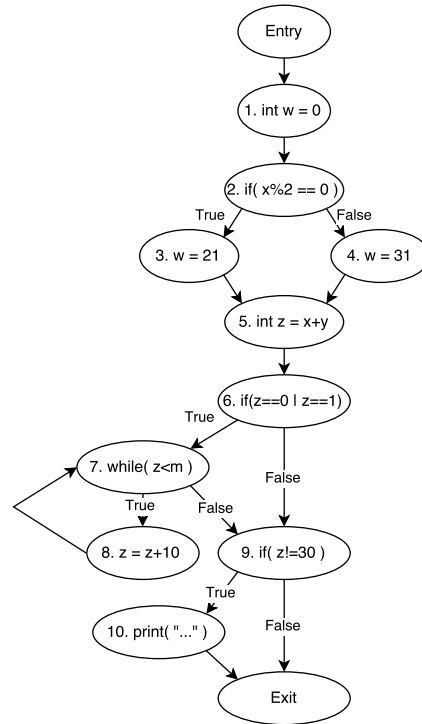 Entry
1. int w = 0
2. if( x%2 == 0 )
True
False
3. w = 21
4. w = 31
5. int z = x+y
6. if(z==0 | z==1)
True
7. while( z<m )
False
True
False
8. z = z+10
9. if( z!=30 )
True
10. print( "..." )
False
Exit